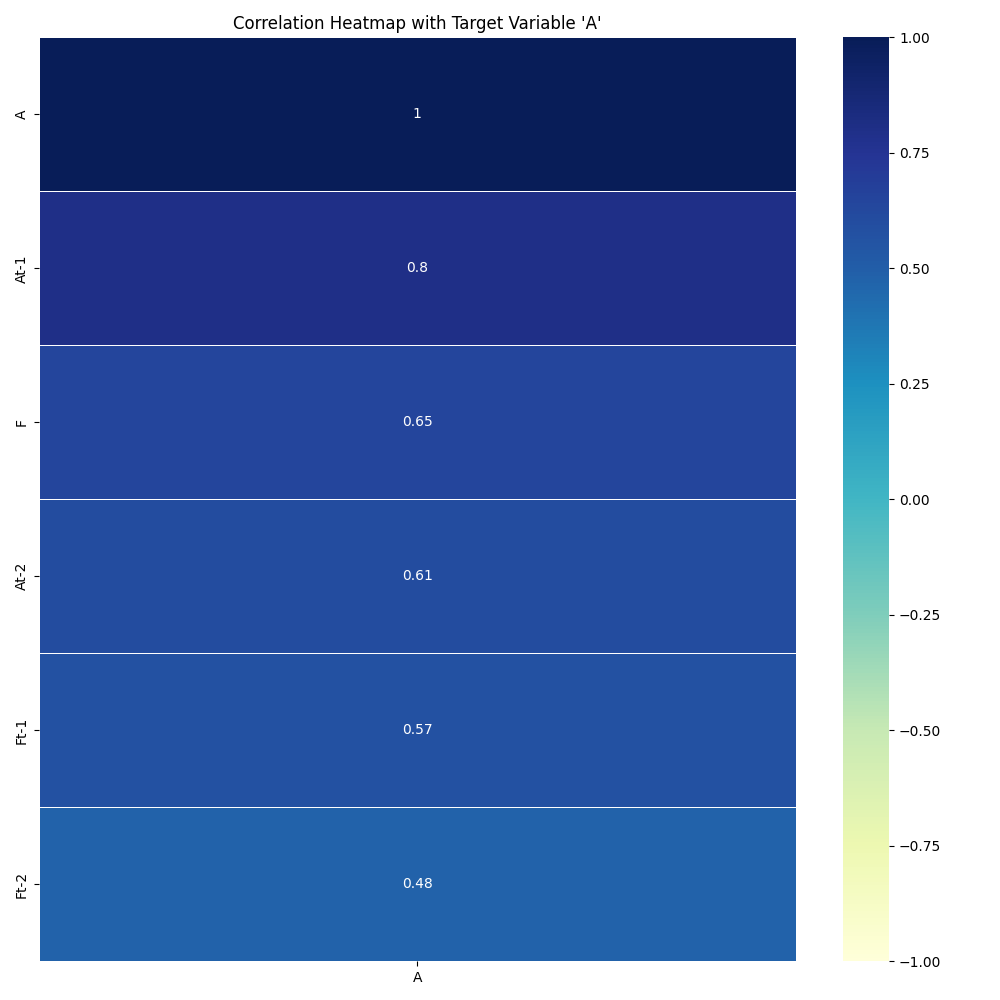 Correlation Heatmap with Target Variable 'A'
A
1
At-1
0.8
F
0.65
At-2
0.61
Ft-1
0.57
Ft-2
0.48
A
1.00
0.75
0.50
0.25
0.00
−0.25
−0.50
−0.75
−1.00